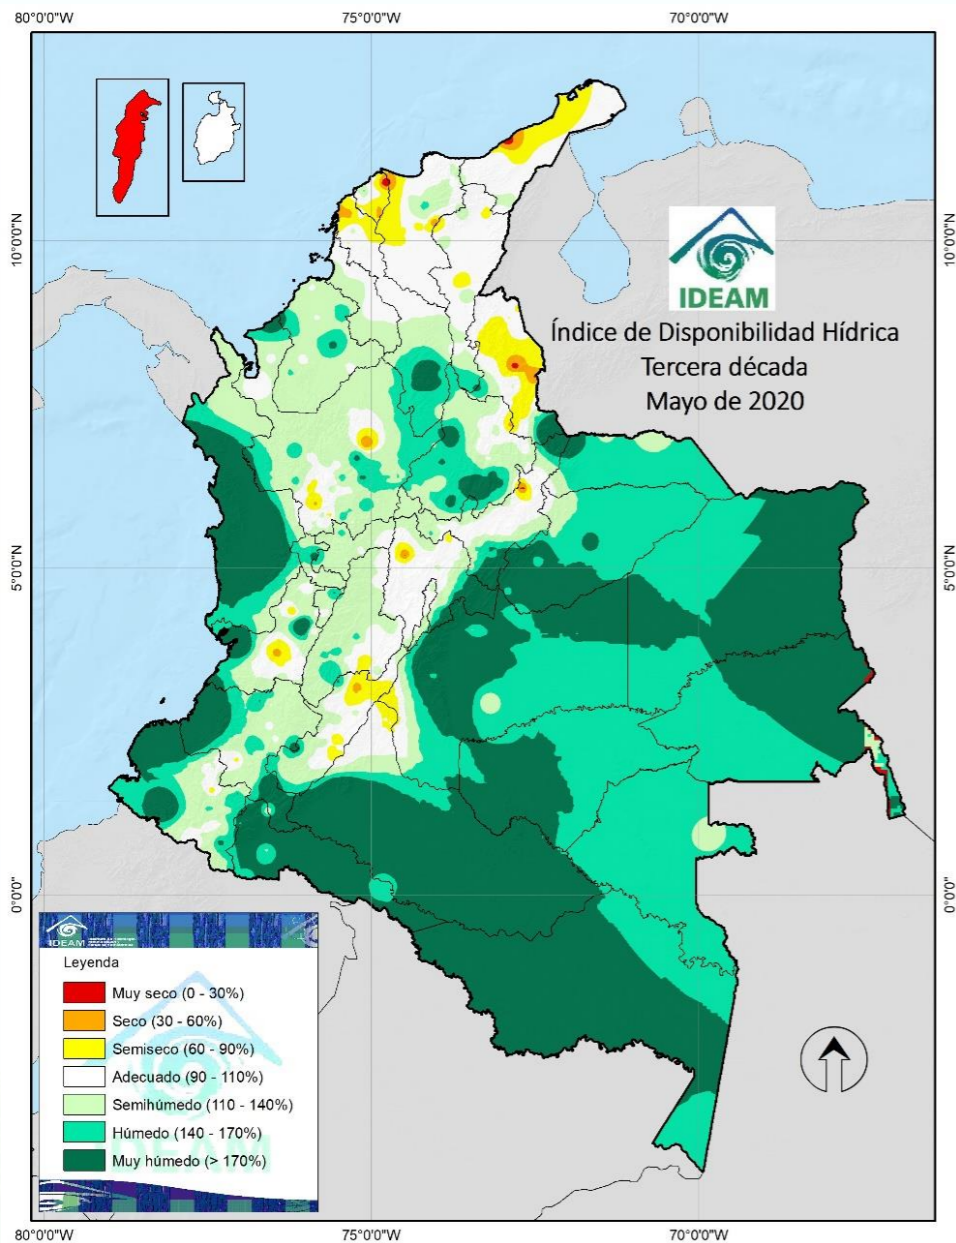 80°0'0"W 75°0'0"W 70°0'0"W
10°0'0"N 10°0'0"N
IDEAM
Índice de Disponibilidad Hídrica
Tercera década
Mayo de 2020
5°0'0"N 5°0'0"N
0°0'0" 0°0'0"
IDEAM
Leyenda
Muy seco (0 - 30%)
Seco (30 - 60%)
Semiseco (60 - 90%)
Adecuado (90 - 110%)
Semihúmedo (110 - 140%)
Húmedo (140 - 170%)
Muy húmedo (> 170%)
IDEAM
80°0'0"W 75°0'0"W 70°0'0"W